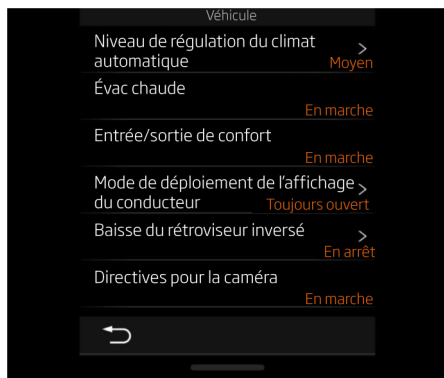 Véhicule
Niveau de régulation du climat
automatique
Moyen
Évac chaude
En marche
Entrée/sortie de confort
En marche
Mode de déploiement de l'affichage
du conducteur
Toujours ouvert
Baisse du rétroviseur inversé
En arrêt
Directives pour la caméra
En marche